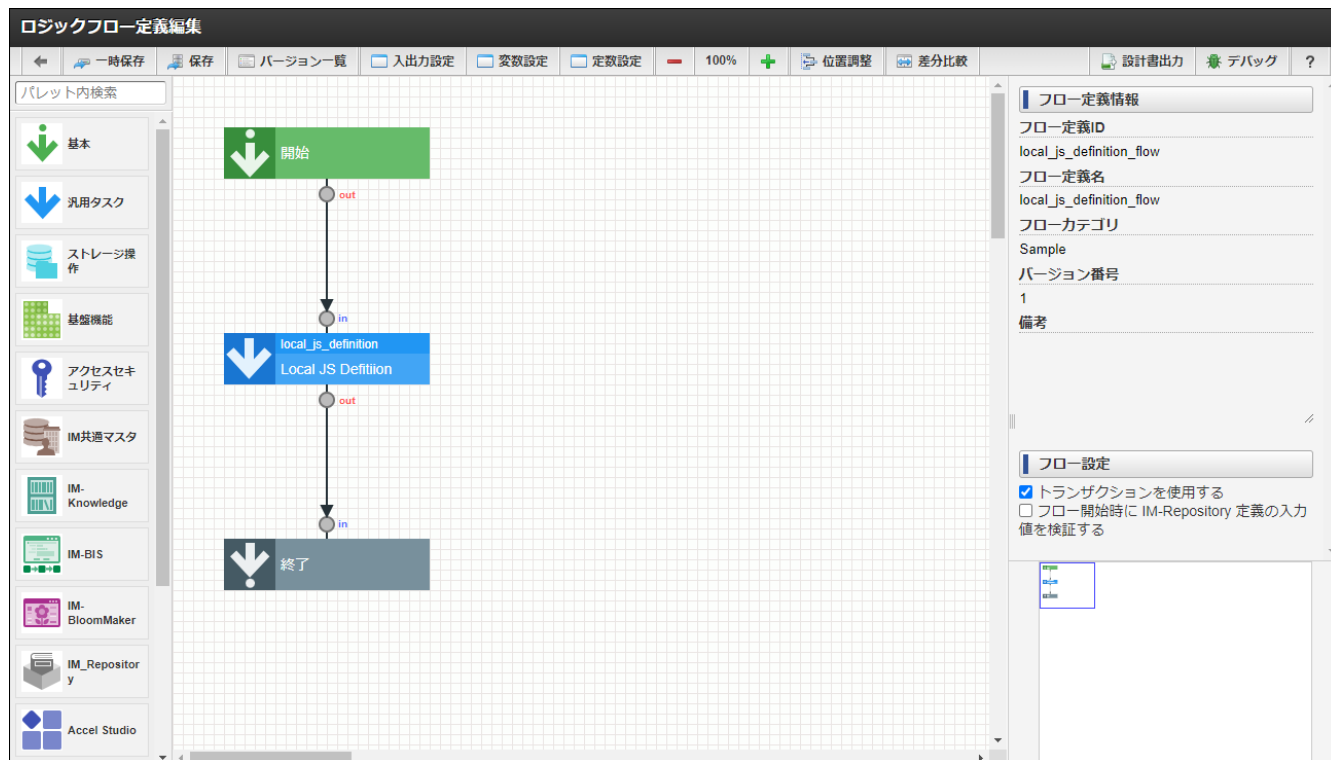 ロジックフロー定義編集
一時保存
保存
バージョン一覧
入出力設定
変数設定
定数設定
100%
位置調整
差分比較
設計書出力
デバッグ
?
パレット内検索
基本
汎用タスク
ストレージ操
作
基盤機能
アクセスセキ
ュリティ
IM共通マスタ
IM-
Knowledge
IM-BIS
IM-
BloomMaker
IM_Repositor
y
Accel Studio
開始
out
in
local_js_definition
Local JS Defitiion
out
in
終了
フロー定義情報
フロー定義ID
local_js_definition_flow
フロー定義名
local_js_definition_flow
フローカテゴリ
Sample
バージョン番号
1
備考
フロー設定
トランザクションを使用する
フロー開始時に IM-Repository 定義の入力
値を検証する